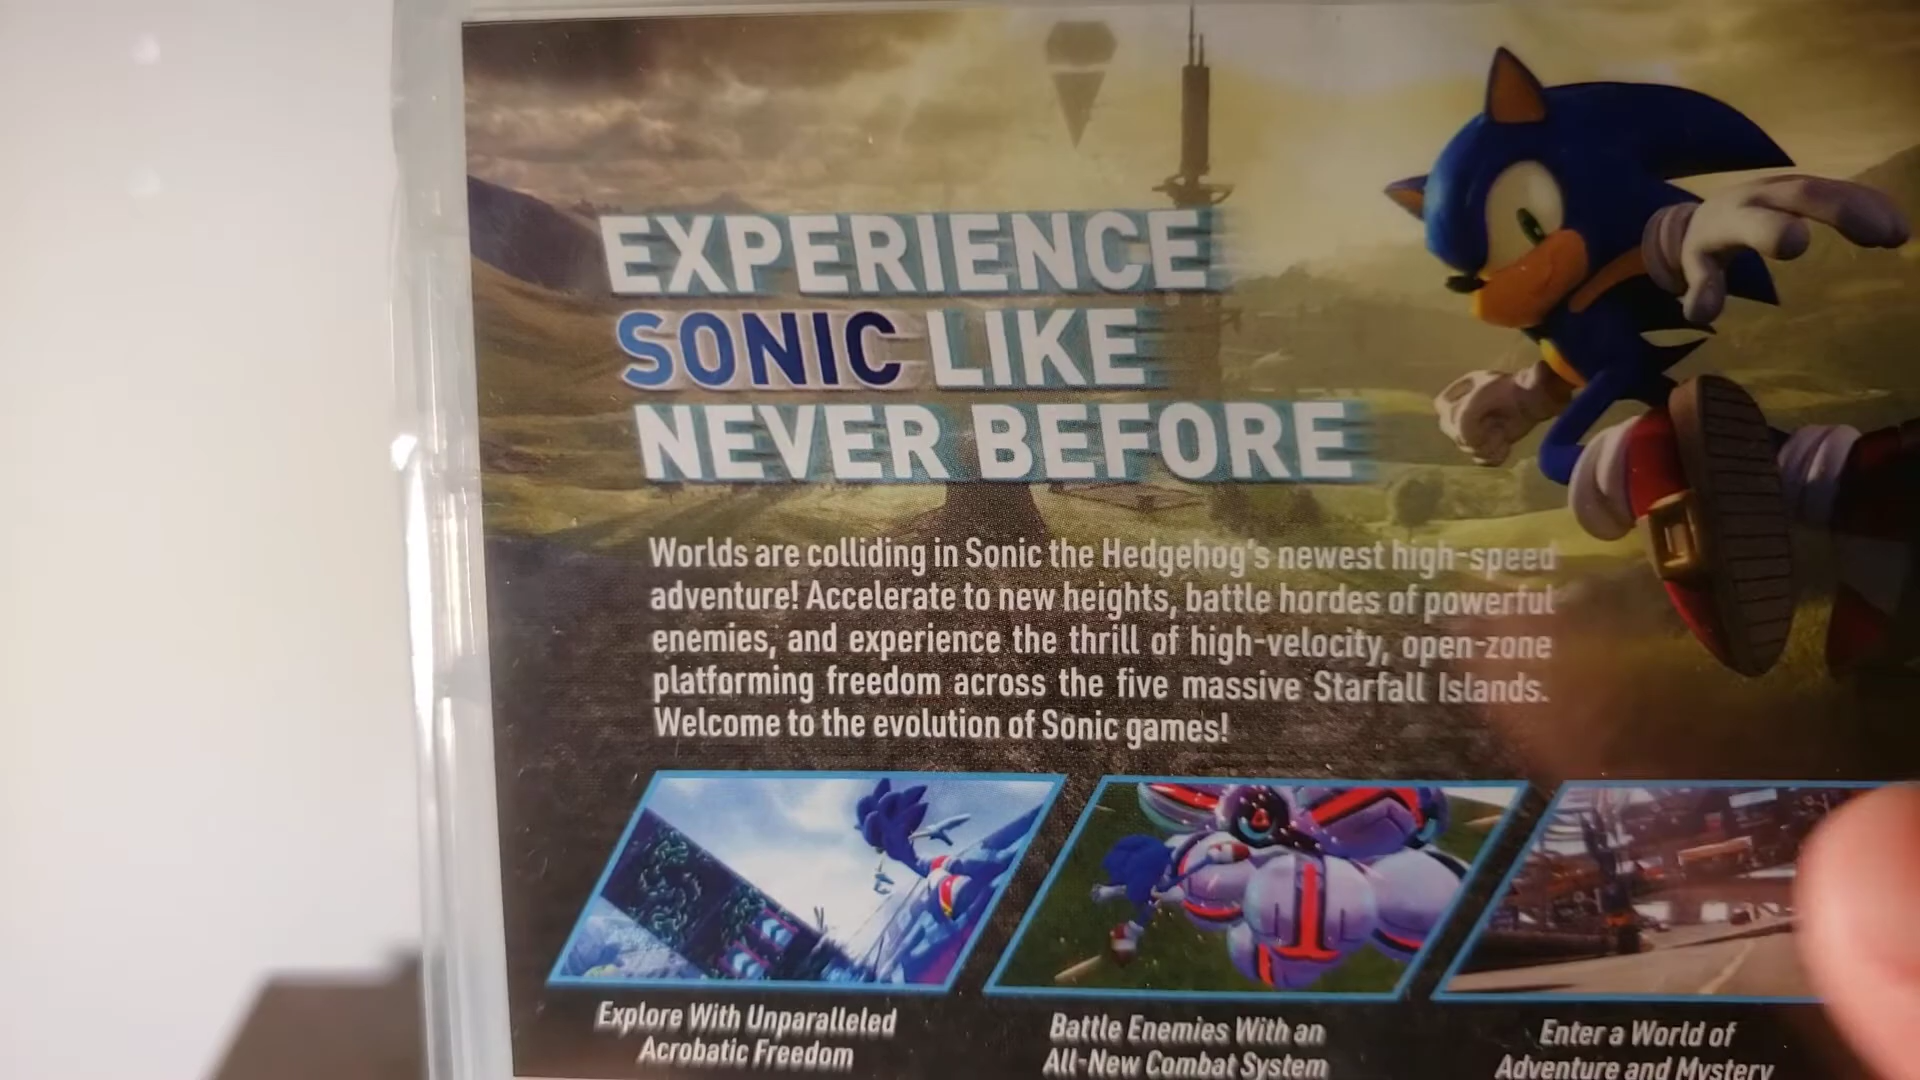 EXPERIENCE
SONIC LIKE
NEVER BEFORE
Worlds are colliding in Sonic the Hedgehog's newest high-speed
adventure! Accelerate to new heights, battle hordes of powerful
enemies, and experience the thrill of high-velocity, open-zone
platforming freedom across the five massive Starfall Islands.
Welcome to the evolution of Sonic games!
Explore With Unparalleled
Acrobatic Freedom
Battle Enemies With an
All-New Combat System
Enter a World of
Adventure and Mystery